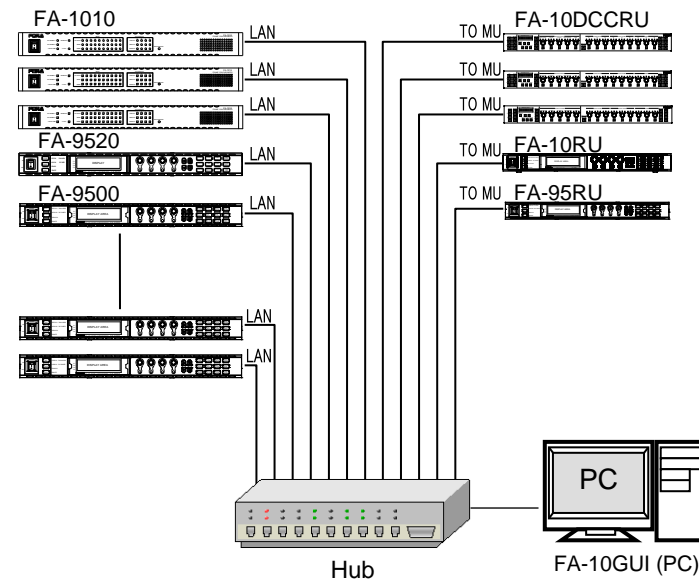 FA-1010
LAN
LAN
LAN
FA-9520
LAN
FA-9500
LAN
LAN
LAN
FA-10DCCRU
TO MU
TO MU
TO MU
FA-10RU
TO MU
FA-95RU
TO MU
PC
Hub
FA-10GUI (PC)